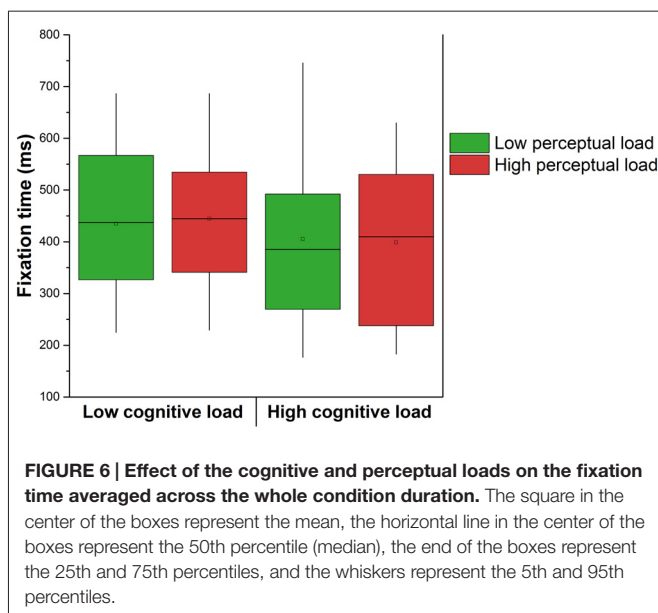 800
700
600
500
400
300
200
100
Fixation time (ms)
Low cognitive load
High cognitive load
Low perceptual load
High perceptual load
FIGURE 6 | Effect of the cognitive and perceptual loads on the fixation
time averaged across the whole condition duration. The square in the
center of the boxes represent the mean, the horizontal line in the center of the
boxes represent the 50th percentile (median), the end of the boxes represent
the 25th and 75th percentiles, and the whiskers represent the 5th and 95th
percentiles.